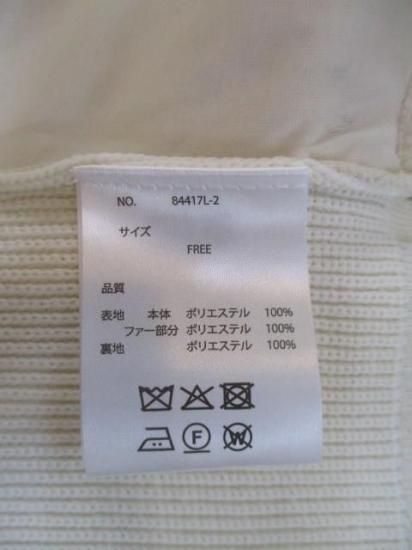 NO. 84417L-2
サイズ
FREE
品質
表地 本体 ポリエステル 100%
ファー部分 ポリエステル 100%
裏地 ポリエステル 100%
F W